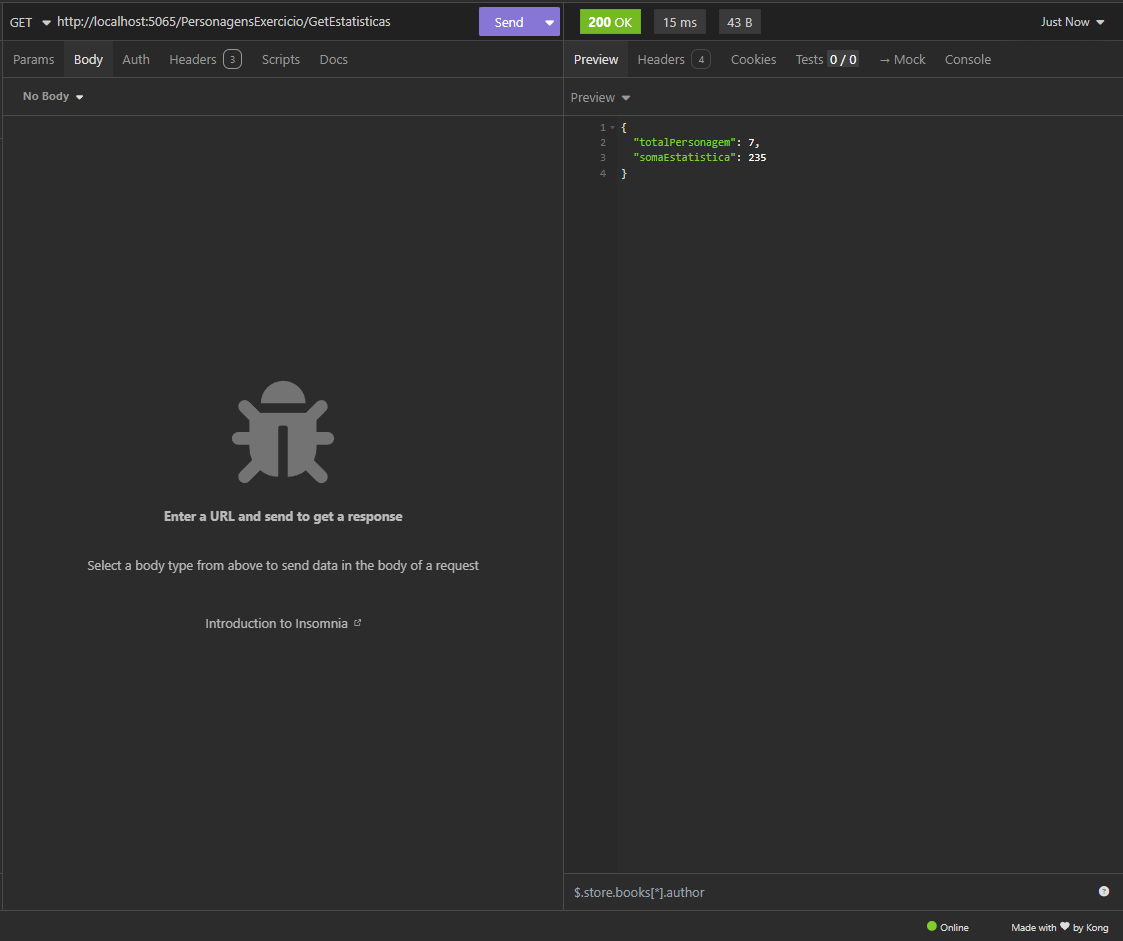 GET http://localhost:5065/PersonagensExercicio/GetEstatisticas Send
200 OK 15 ms 43 B Just Now
Params Body Auth Headers 3 Scripts Docs
Preview Headers 4 Cookies Tests 0 / 0 → Mock Console
No Body
Preview
1 {
2 "totalPersonagem": 7,
3 "somaEstatistica": 235
4 }
Enter a URL and send to get a response
Select a body type from above to send data in the body of a request
Introduction to Insomnia
$.store.books[*].author ?
Online Made with ❤ by Kong